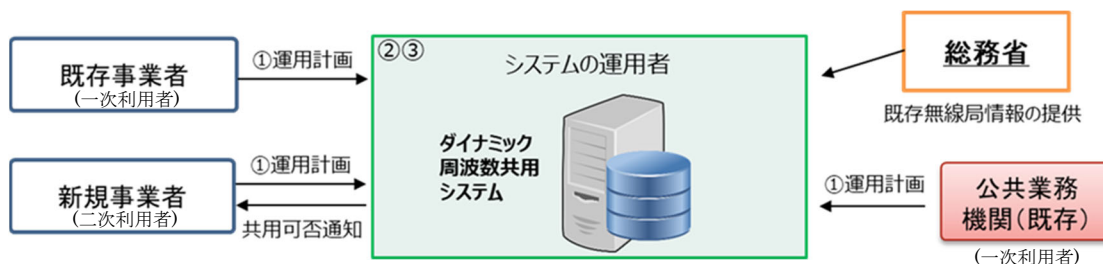 既存事業者
(一次利用者)
①運用計画
新規事業者
(二次利用者)
①運用計画
共用可否通知
②③
システムの運用者
ダイナミック
周波数共用
システム
総務省
既存無線局情報の提供
①運用計画
公共業務
機関(既存)
(一次利用者)